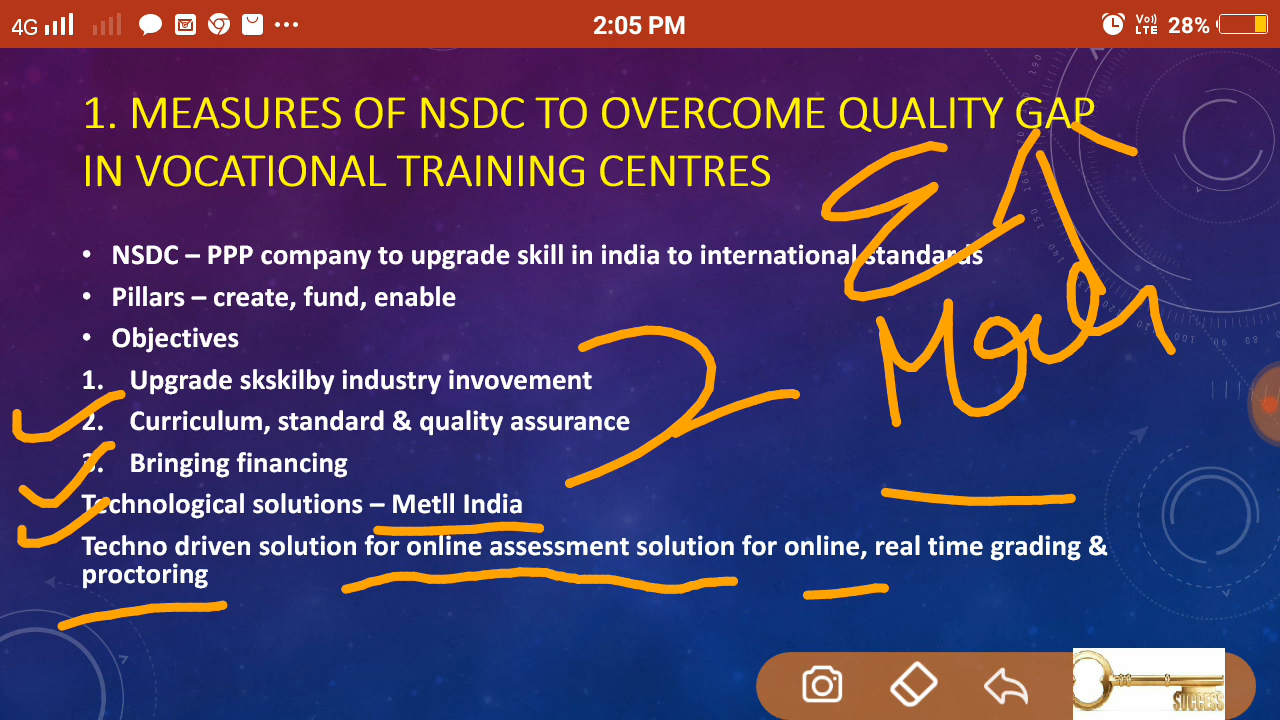 4G 2:05 PM Vo)) LTE 28%
1. MEASURES OF NSDC TO OVERCOME QUALITY GAP
IN VOCATIONAL TRAINING CENTRES
• NSDC – PPP company to upgrade skill in india to international standards
• Pillars – create, fund, enable
• Objectives
1. Upgrade skskilby industry invovement
2. Curriculum, standard & quality assurance
3. Bringing financing
Technological solutions – Metll India
2
Techno driven solution for online assessment solution for online, real time grading &
proctoring
SUCCESS